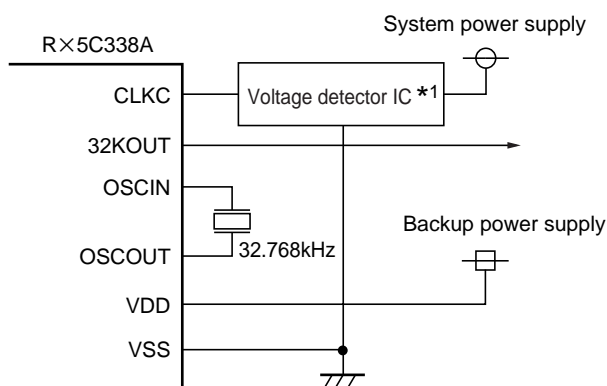 System power supply
R×5C338A
CLKC
Voltage detector IC *1
32KOUT
OSCIN
OSCOUT
32.768kHz
Backup power supply
VDD
VSS